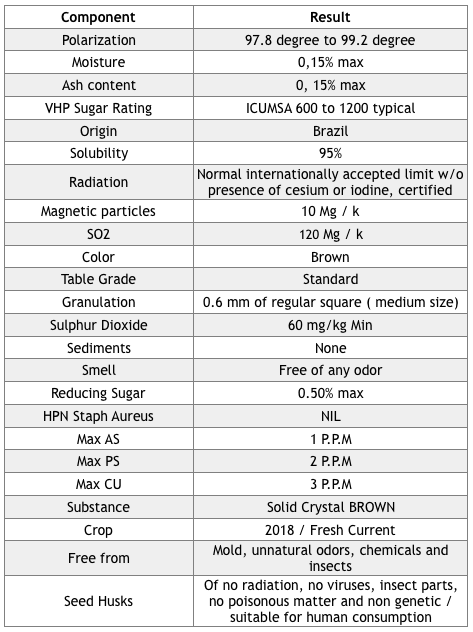 Component Result
Polarization 97.8 degree to 99.2 degree
Moisture 0,15% max
Ash content 0, 15% max
VHP Sugar Rating ICUMSA 600 to 1200 typical
Origin Brazil
Solubility 95%
Radiation Normal internationally accepted limit w/o
presence of cesium or iodine, certified
Magnetic particles 10 Mg / k
SO2 120 Mg / k
Color Brown
Table Grade Standard
Granulation 0.6 mm of regular square ( medium size)
Sulphur Dioxide 60 mg/kg Min
Sediments None
Smell Free of any odor
Reducing Sugar 0.50% max
HPN Staph Aureus NIL
Max AS 1 P.P.M
Max PS 2 P.P.M
Max CU 3 P.P.M
Substance Solid Crystal BROWN
Crop 2018 / Fresh Current
Free from Mold, unnatural odors, chemicals and
insects
Seed Husks Of no radiation, no viruses, insect parts,
no poisonous matter and non genetic /
suitable for human consumption